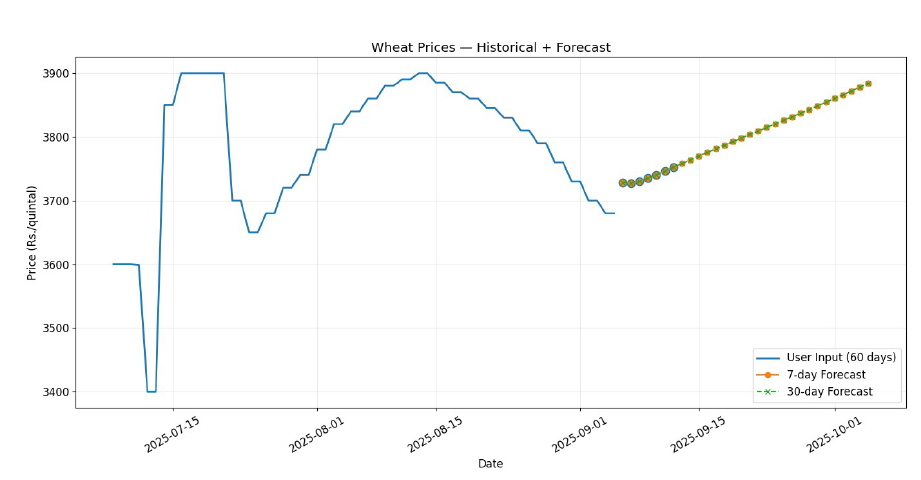 Wheat Prices — Historical + Forecast
Price (Rs./quintal)
3900
3800
3700
3600
3500
3400
User Input (60 days)
7-day Forecast
30-day Forecast
2025-07-15
2025-08-01
2025-08-15
2025-09-01
2025-09-15
2025-10-01
Date